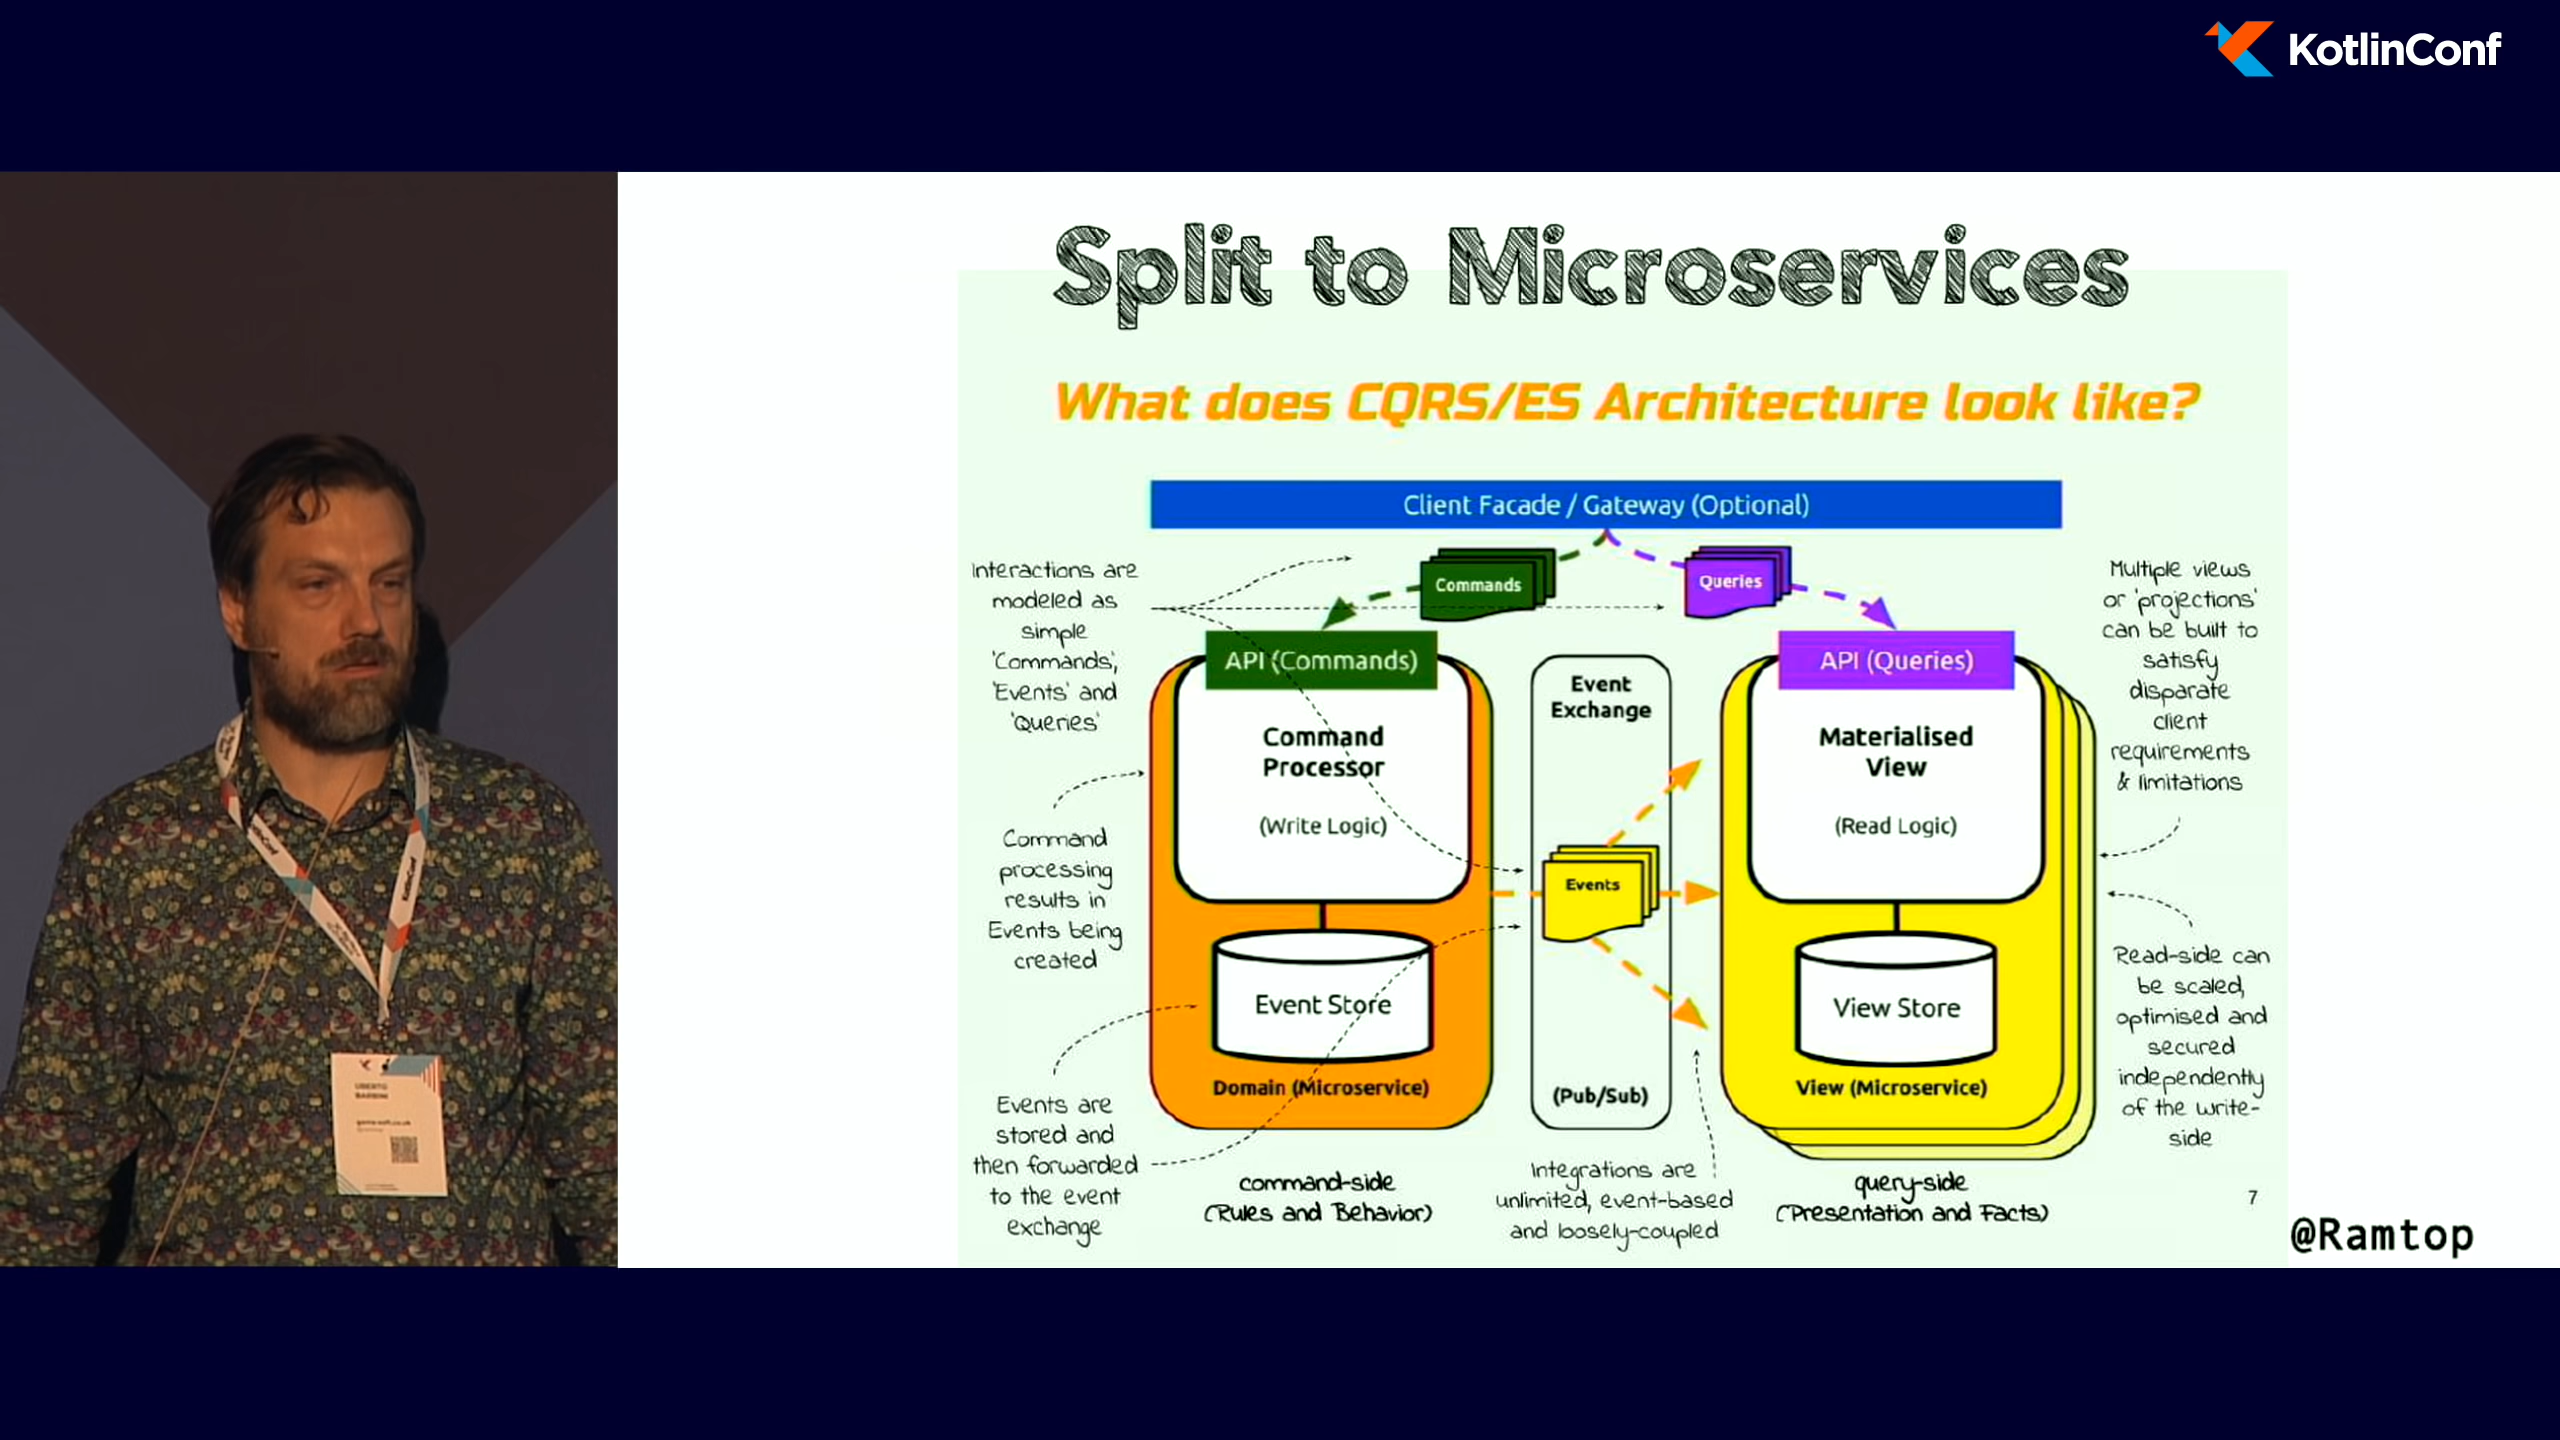 KotlinConf
Split to Microservices
What does CQRS/ES Architecture look like?
Client Facade / Gateway (Optional)
Commands
Queries
Interactions are
modeled as
simple
'Commands',
'Events' and
'Queries'
Command
processing
results in
Events being
created
Events are
stored and
then forwarded
to the event
exchange
API (Commands)
Command
Processor
(Write Logic)
Event Store
Domain (Microservice)
command-side
(Rules and Behavior)
Event
Exchange
Events
(Pub/Sub)
Integrations are
unlimited, event-based
and loosely-coupled
API (Queries)
Materialised
View
(Read Logic)
View Store
View (Microservice)
query-side
(Presentation and Facts)
Multiple views
or 'projections'
can be built to
satisfy
disparate
client
requirements
& limitations
Read-side can
be scaled,
optimised and
secured
independently
of the write-
side
7
@Ramtop
UBERTO
BARBINI
KotlinConf